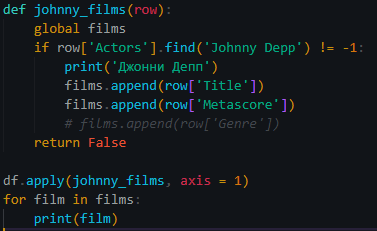 def johnny_films(row):
    global films
    if row['Actors'].find('Johnny Depp') != -1:
        print('Джонни Депп')
        films.append(row['Title'])
        films.append(row['Metascore'])
        # films.append(row['Genre'])
    return False

df.apply(johnny_films, axis = 1)
for film in films:
    print(film)